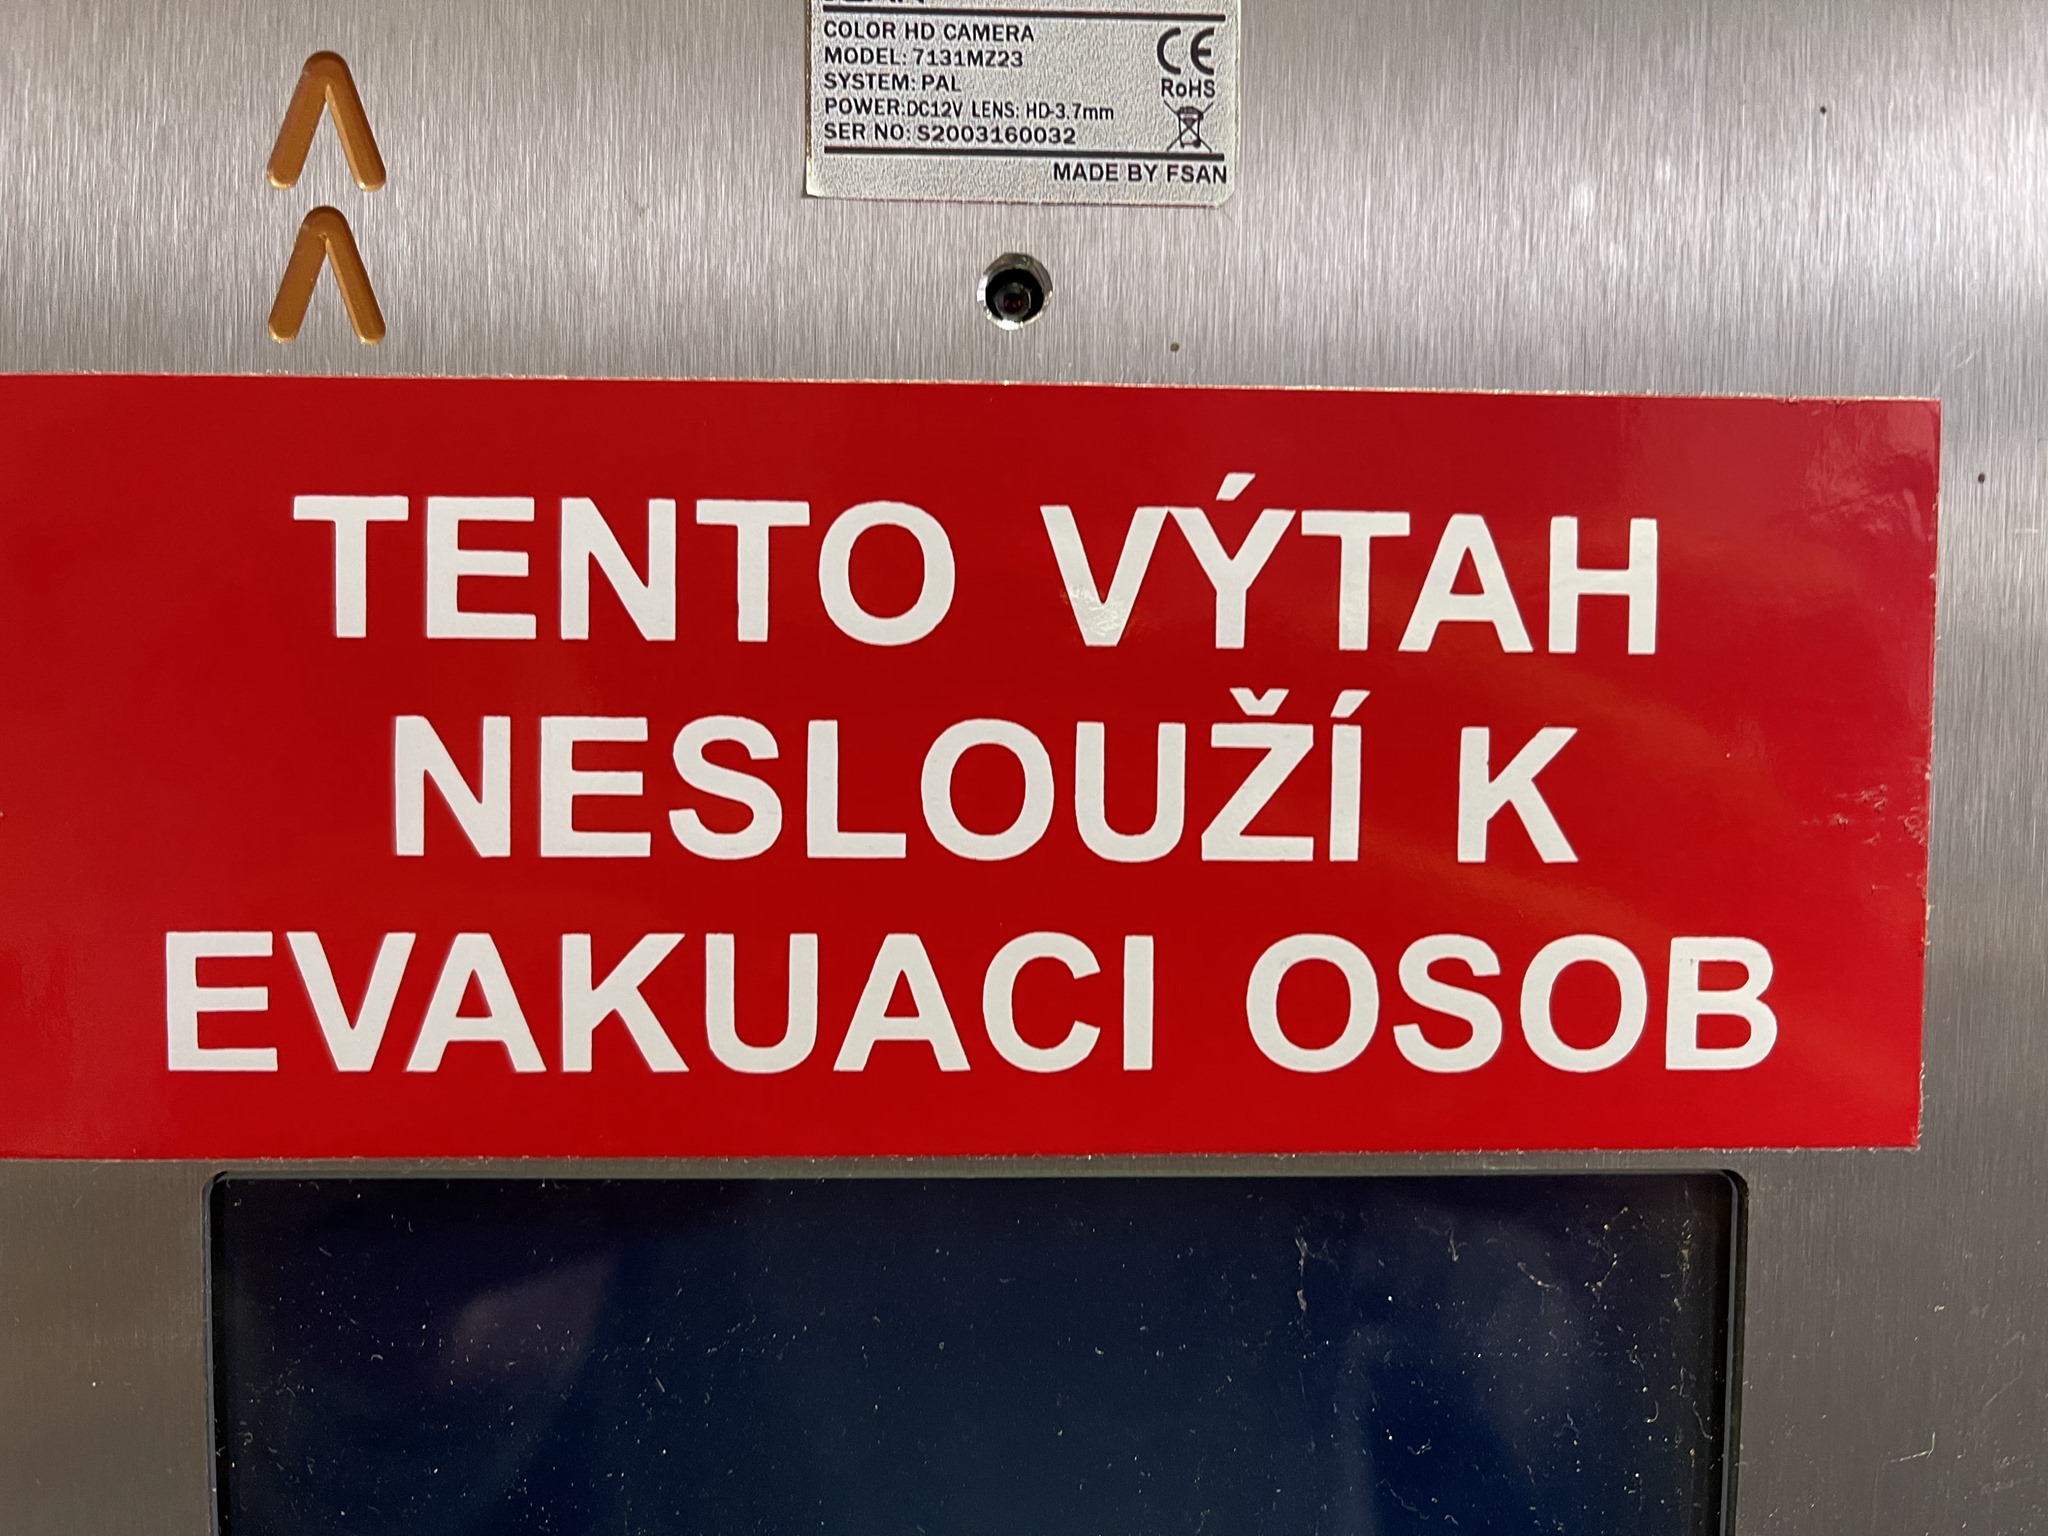 COLOR HD CAMERA
MODEL: 7131MZ23
SYSTEM: PAL
POWER:DC12V LENS: HD-3.7mm
SER NO: S2003160032
CE
RoHS
MADE BY FSAN
TENTO VÝTAH
NESLOUŽÍ K
EVAKUACI OSOB